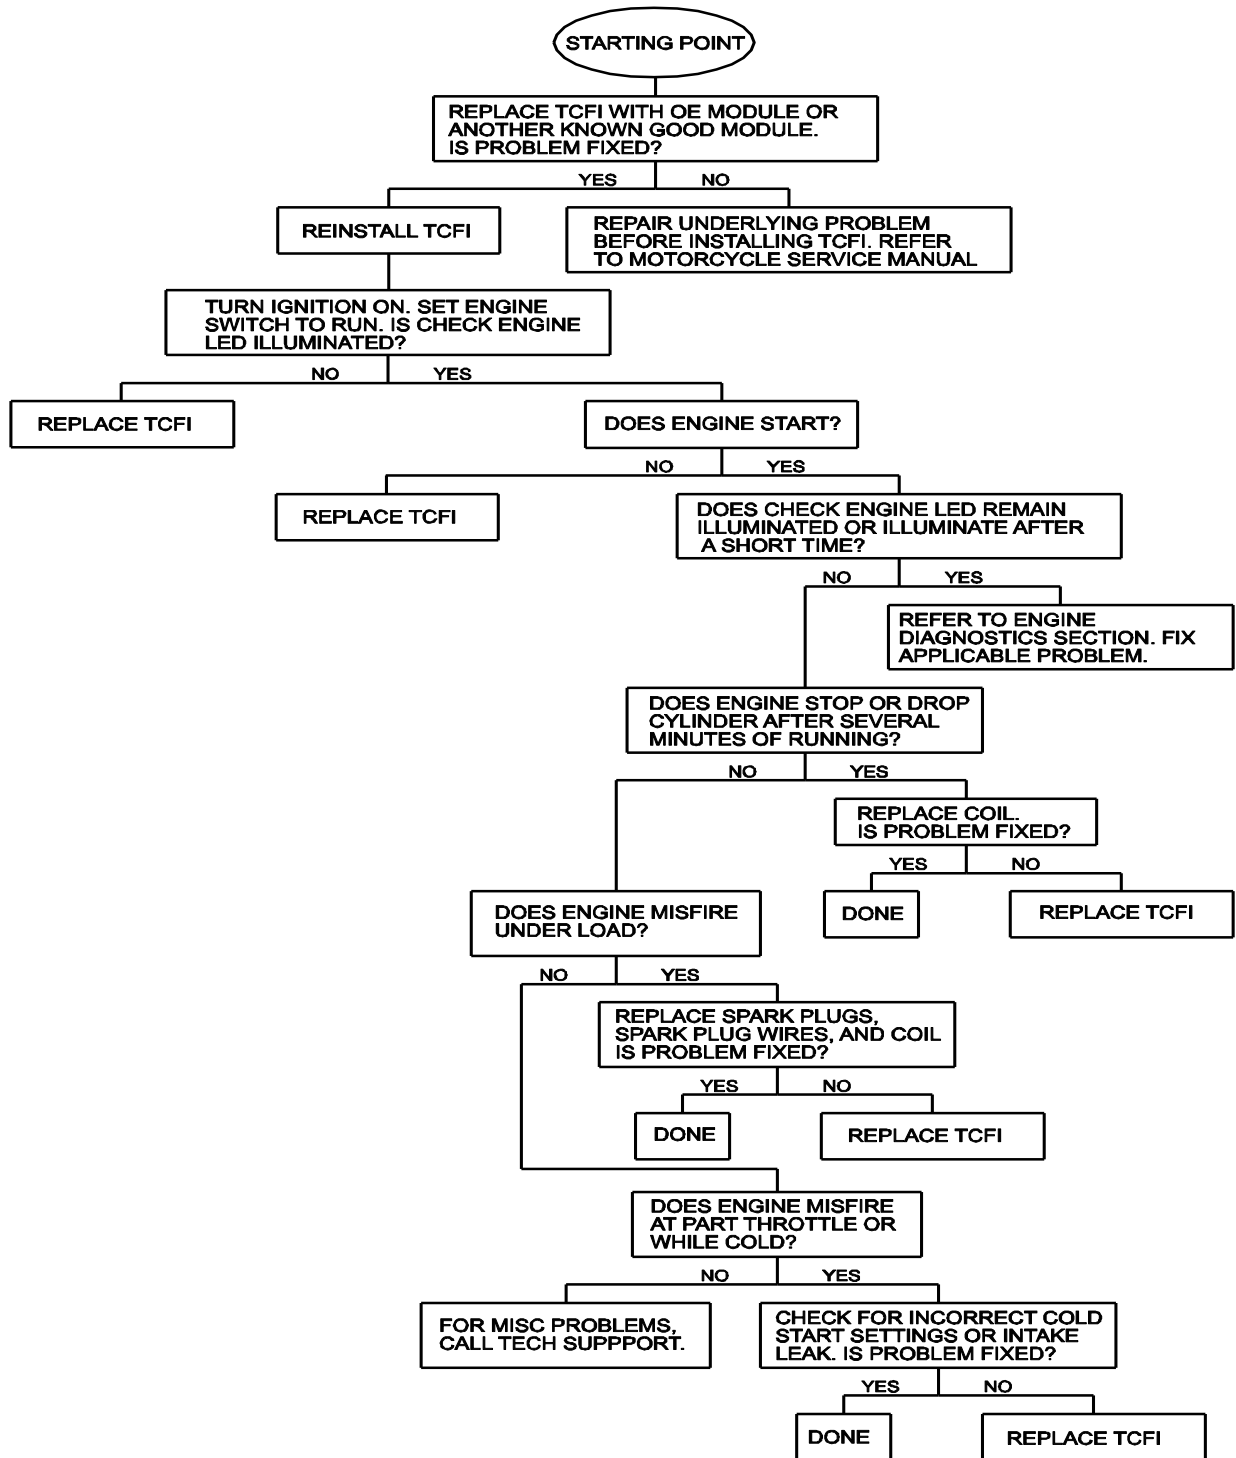 STARTING POINT
REPLACE TCFI WITH OE MODULE OR
ANOTHER KNOWN GOOD MODULE.
IS PROBLEM FIXED?
YES
NO
REINSTALL TCFI
REPAIR UNDERLYING PROBLEM
BEFORE INSTALLING TCFI. REFER
TO MOTORCYCLE SERVICE MANUAL
TURN IGNITION ON. SET ENGINE
SWITCH TO RUN. IS CHECK ENGINE
LED ILLUMINATED?
NO
YES
REPLACE TCFI
DOES ENGINE START?
NO
YES
REPLACE TCFI
DOES CHECK ENGINE LED REMAIN
ILLUMINATED OR ILLUMINATE AFTER
A SHORT TIME?
NO
YES
REFER TO ENGINE
DIAGNOSTICS SECTION. FIX
APPLICABLE PROBLEM.
DOES ENGINE STOP OR DROP
CYLINDER AFTER SEVERAL
MINUTES OF RUNNING?
NO
YES
REPLACE COIL.
IS PROBLEM FIXED?
YES
NO
DONE
REPLACE TCFI
DOES ENGINE MISFIRE
UNDER LOAD?
NO
YES
REPLACE SPARK PLUGS,
SPARK PLUG WIRES, AND COIL
IS PROBLEM FIXED?
YES
NO
DONE
REPLACE TCFI
DOES ENGINE MISFIRE
AT PART THROTTLE OR
WHILE COLD?
NO
YES
FOR MISC PROBLEMS,
CALL TECH SUPPPORT.
CHECK FOR INCORRECT COLD
START SETTINGS OR INTAKE
LEAK. IS PROBLEM FIXED?
YES
NO
DONE
REPLACE TCFI